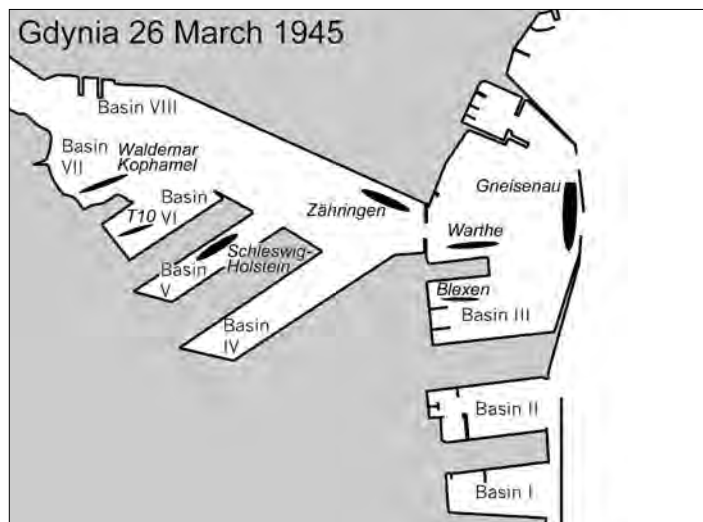 Gdynia 26 March 1945
Basin VIII
Waldemar
Kophamel
Basin
VII
T10
Basin
VI
Zähringen
Gneisenau
Warthe
Schleswig-
Holstein
Basin
V
Blexen
Basin III
Basin
IV
Basin II
Basin I